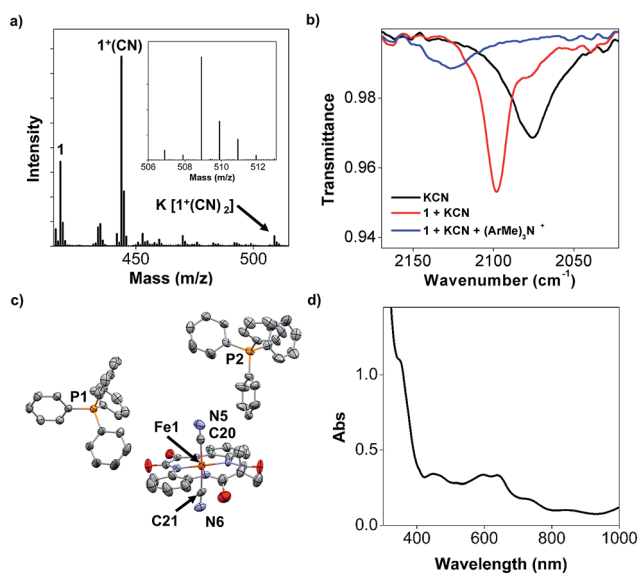 a)
1⁺(CN)
1
K [1⁺(CN)₂]
Intensity
450 500
Mass (m/z)
506 508 510 512
Mass (m/z)
b)
Transmittance
0.98
0.96
0.94
KCN
1 + KCN
1 + KCN + (ArMe)₃N⁺
2150 2100 2050
Wavenumber (cm⁻¹)
c)
P1
P2
N5
C20
Fe1
C21
N6
d)
Abs
1.0
0.5
0.0
400 600 800 1000
Wavelength (nm)